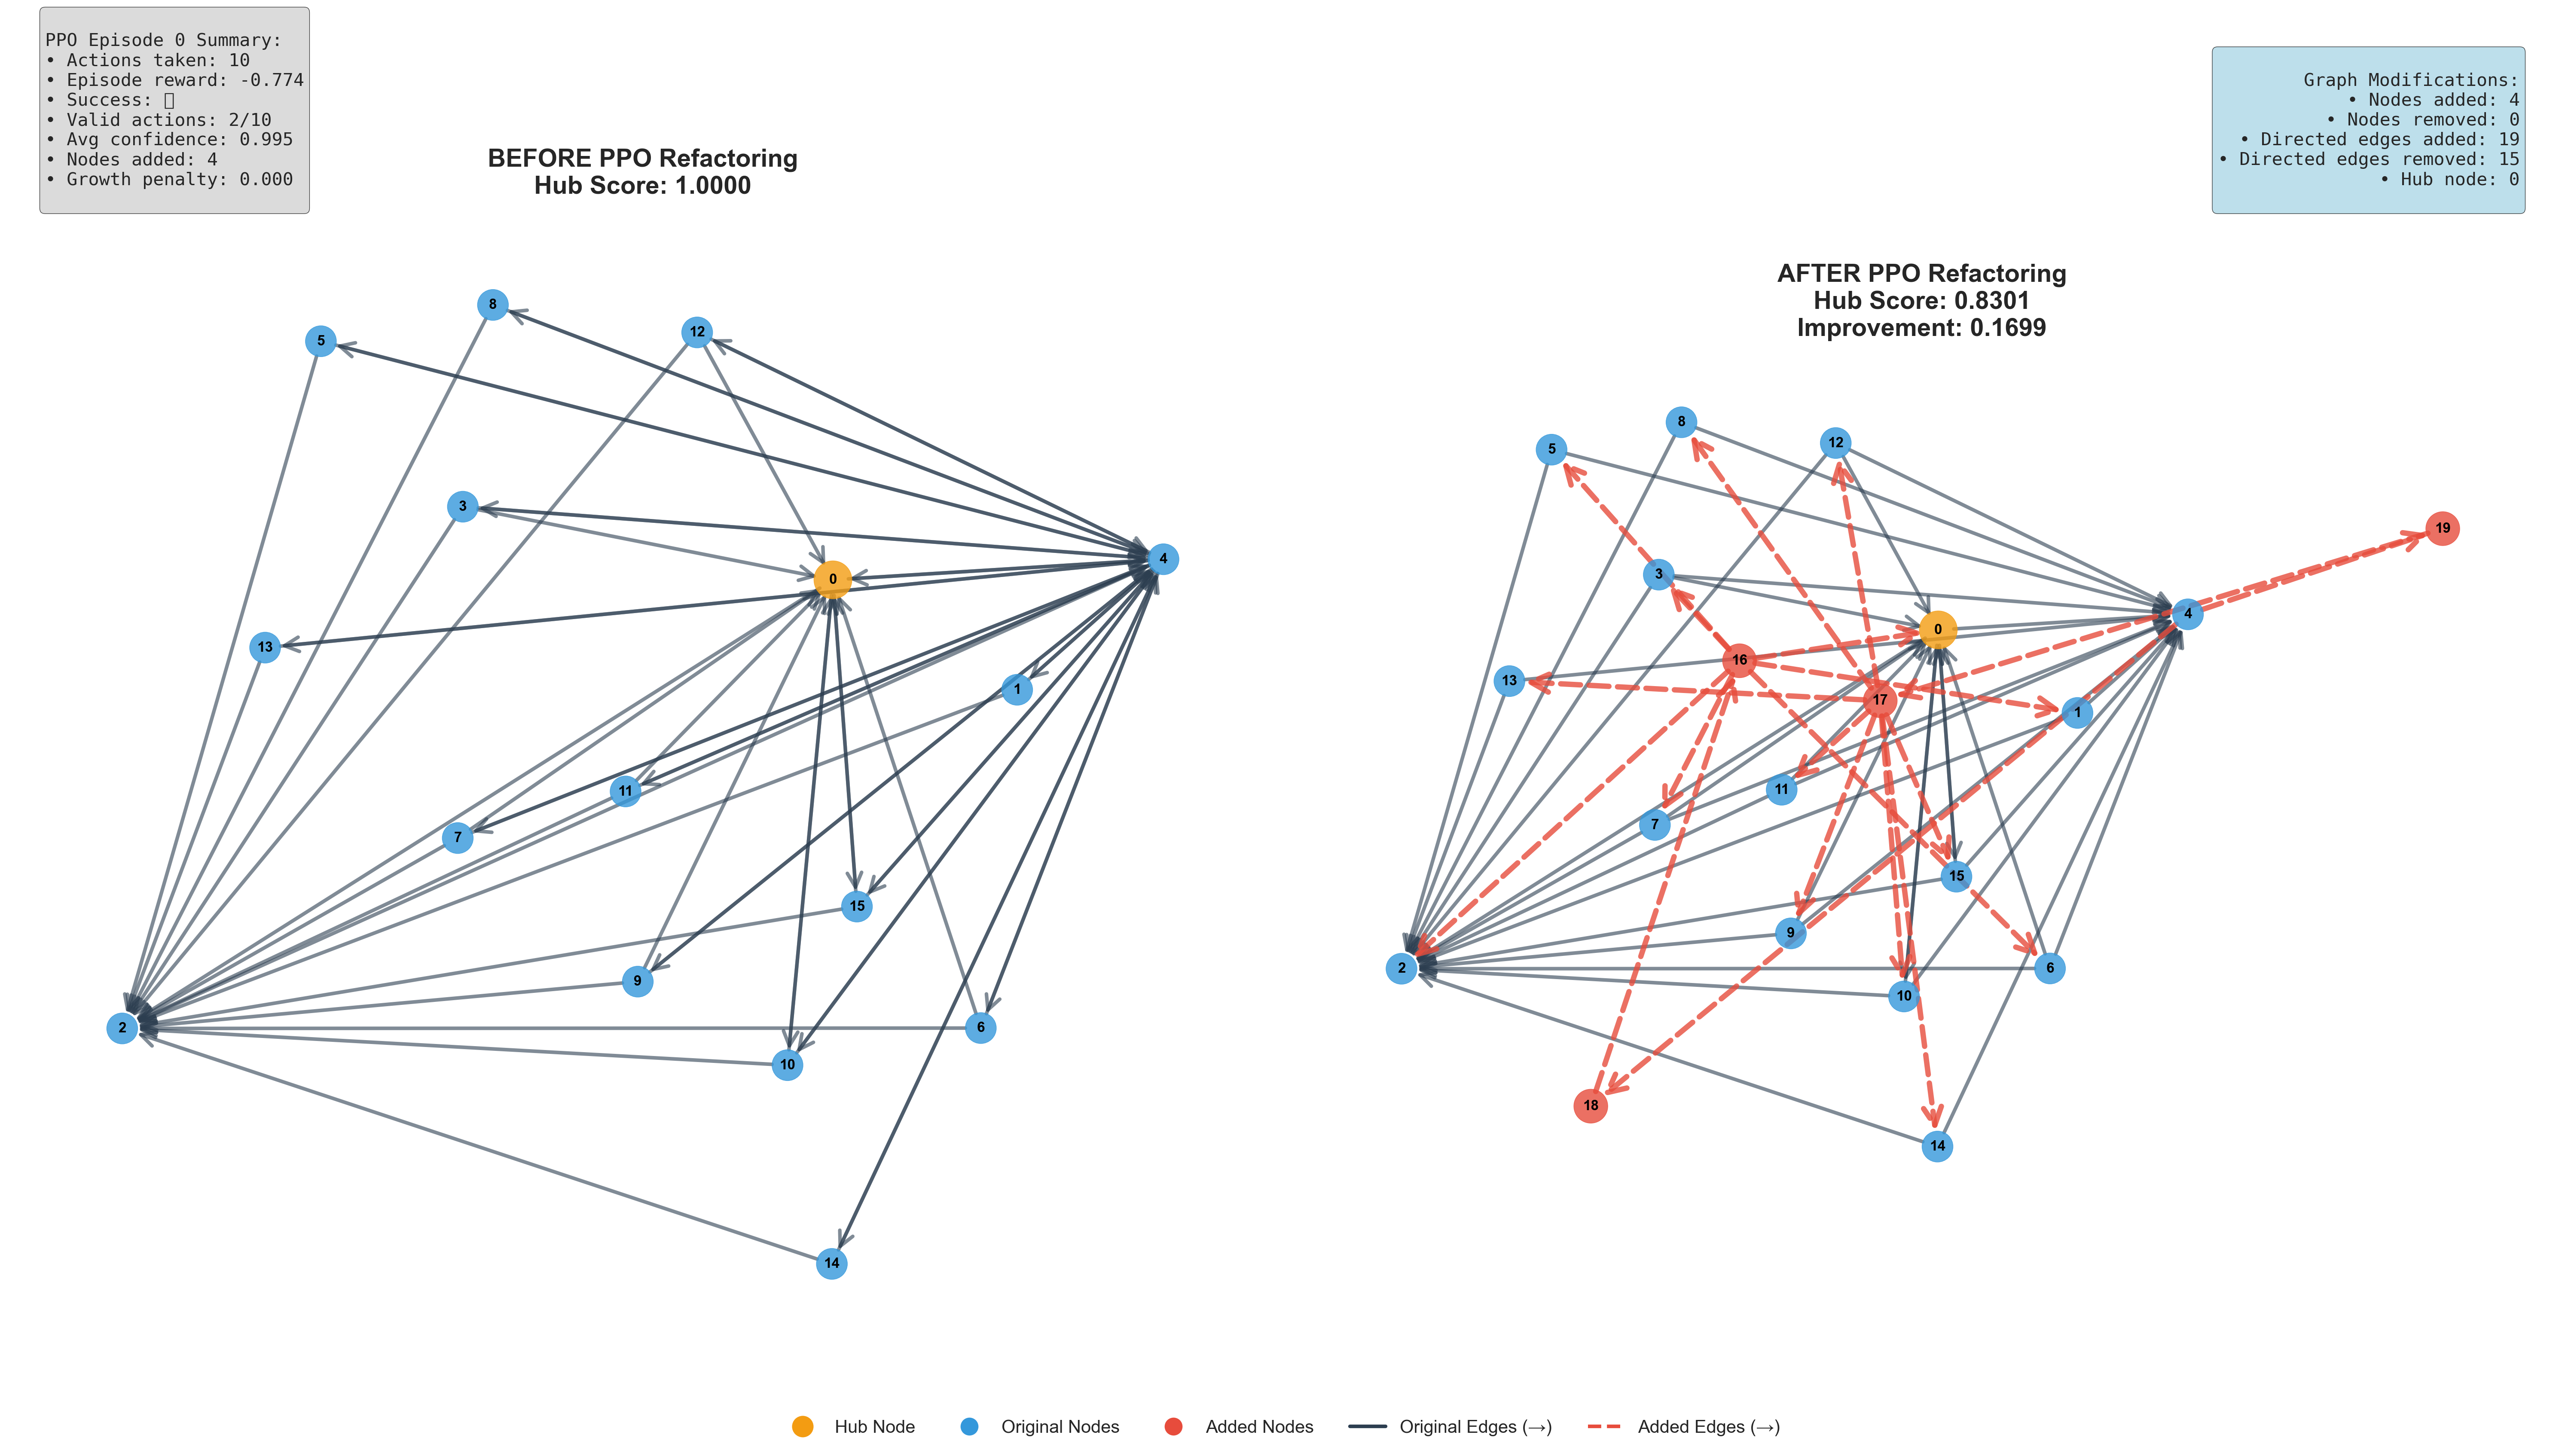 PPO Episode 0 Summary:
• Actions taken: 10
• Episode reward: -0.774
• Success: 
• Valid actions: 2/10
• Avg confidence: 0.995
• Nodes added: 4
• Growth penalty: 0.000
Graph Modifications:
• Nodes added: 4
• Nodes removed: 0
• Directed edges added: 19
• Directed edges removed: 15
• Hub node: 0
BEFORE PPO Refactoring
Hub Score: 1.0000
8
12
5
3
4
0
13
1
11
7
15
9
2
6
10
14
AFTER PPO Refactoring
Hub Score: 0.8301
Improvement: 0.1699
8
12
5
19
3
4
0
16
13
17
1
11
7
15
9
2
6
10
18
14
Hub Node
Original Nodes
Added Nodes
Original Edges (→)
Added Edges (→)